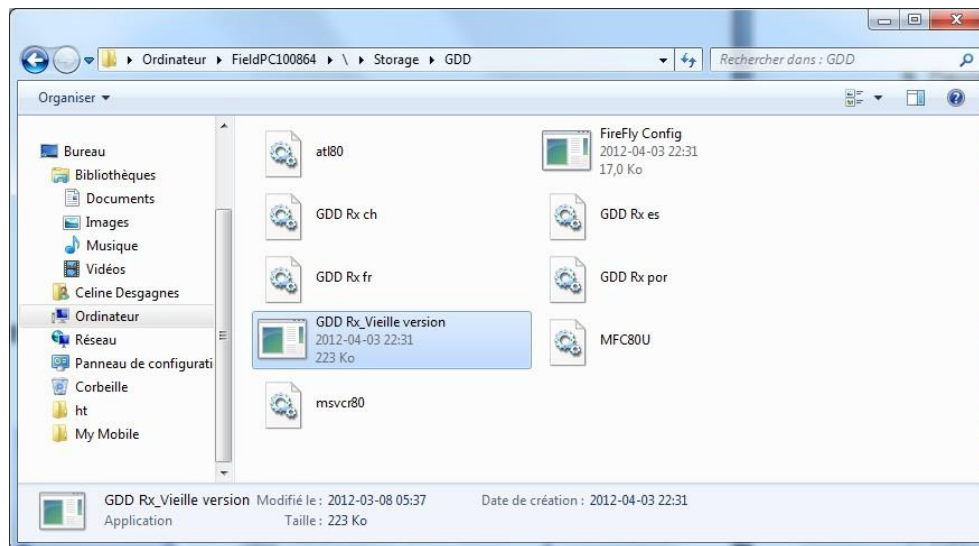 Ordinateur ▸ FieldPC100864 ▸ \ ▸ Storage ▸ GDD
Rechercher dans : GDD
Organiser
Bureau
Bibliothèques
Documents
Images
Musique
Vidéos
Celine Desgagnes
Ordinateur
Réseau
Panneau de configurati
Corbeille
ht
My Mobile
atl80
FireFly Config
2012-04-03 22:31
17,0 Ko
GDD Rx ch
GDD Rx es
GDD Rx fr
GDD Rx por
GDD Rx_Vieille version
2012-04-03 22:31
223 Ko
MFC80U
msvcr80
GDD Rx_Vieille version Modifié le : 2012-03-08 05:37 Date de création : 2012-04-03 22:31
Application Taille : 223 Ko